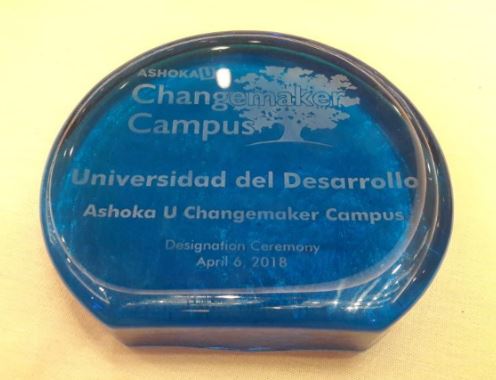 ASHOKA U
Changemaker
Campus
Universidad del Desarrollo
Ashoka U Changemaker Campus
Designation Ceremony
April 6, 2018